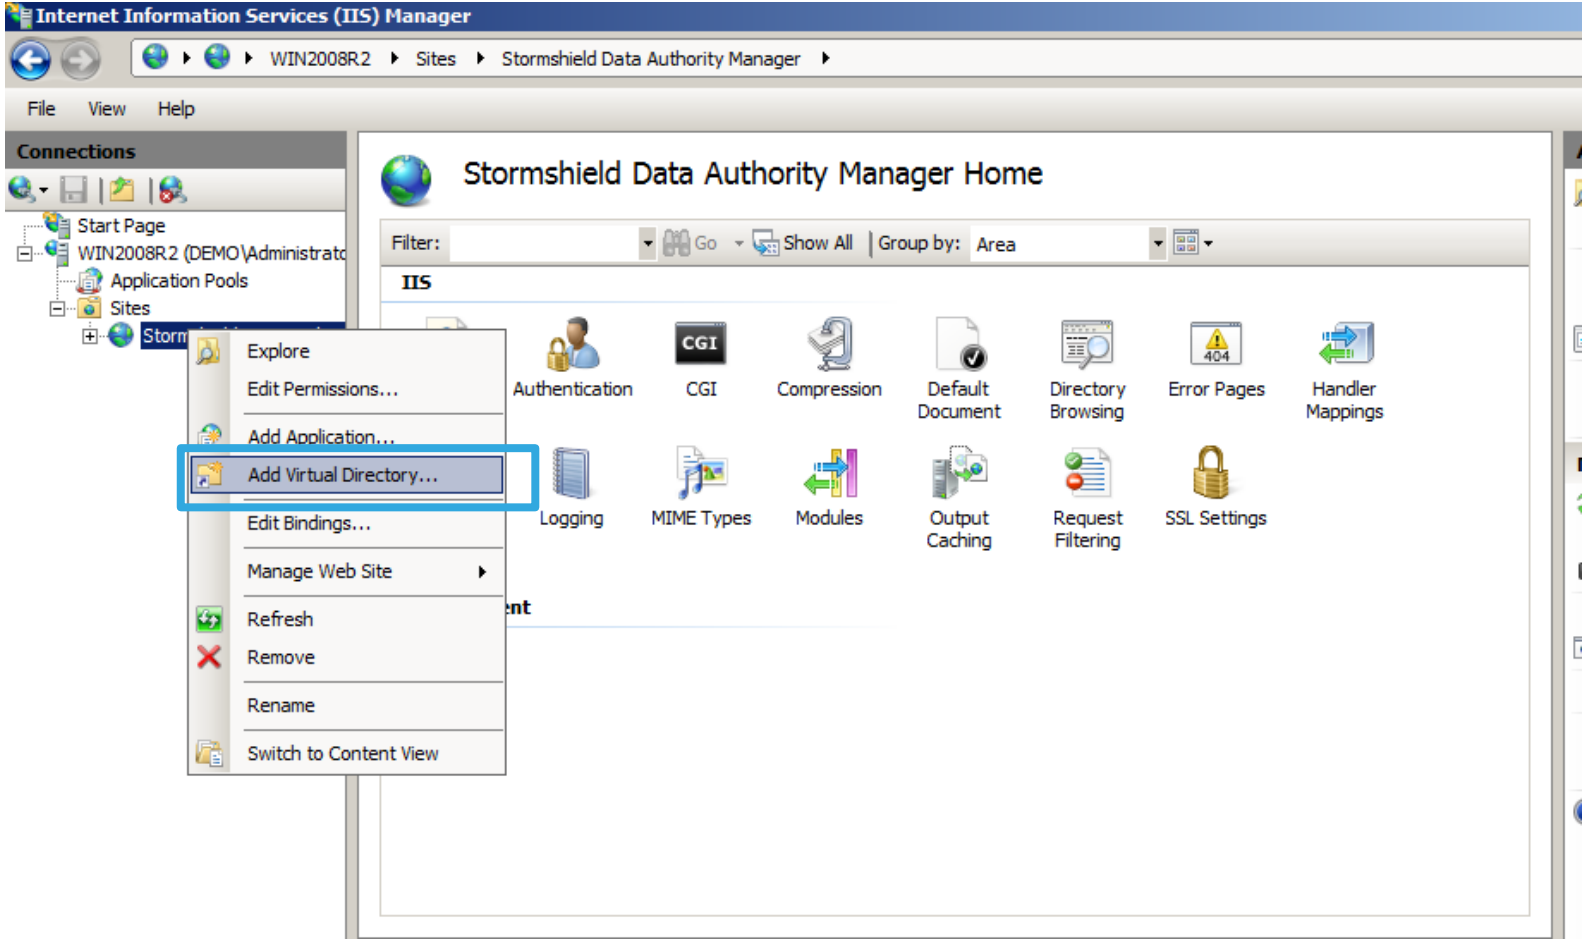 Internet Information Services (IIS) Manager
WIN2008R2 Sites Stormshield Data Authority Manager
File View Help
Connections
Start Page
WIN2008R2 (DEMO\Administrato
Application Pools
Sites
Storm
Explore
Edit Permissions...
Add Application...
Add Virtual Directory...
Edit Bindings...
Manage Web Site
Refresh
Remove
Rename
Switch to Content View
Stormshield Data Authority Manager Home
Filter: Go Show All Group by: Area
IIS
CGI
404
Authentication CGI Compression Default Document Directory Browsing Error Pages Handler Mappings
Logging MIME Types Modules Output Caching Request Filtering SSL Settings
ent